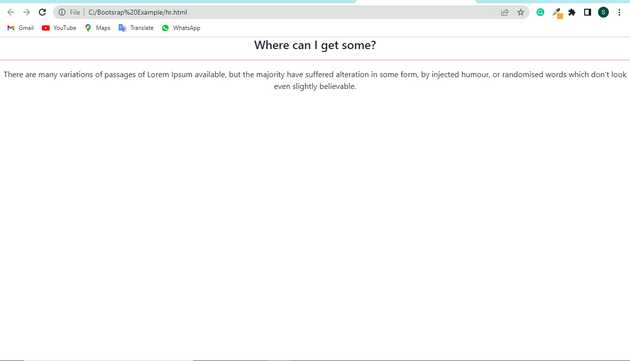 File C:/Bootsrap%20Example/hr.html
S
Gmail YouTube Maps Translate WhatsApp
Where can I get some?
There are many variations of passages of Lorem Ipsum available, but the majority have suffered alteration in some form, by injected humour, or randomised words which don't look
even slightly believable.